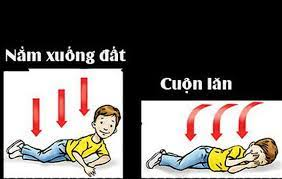 Nằm xuống đất
Cuộn lăn